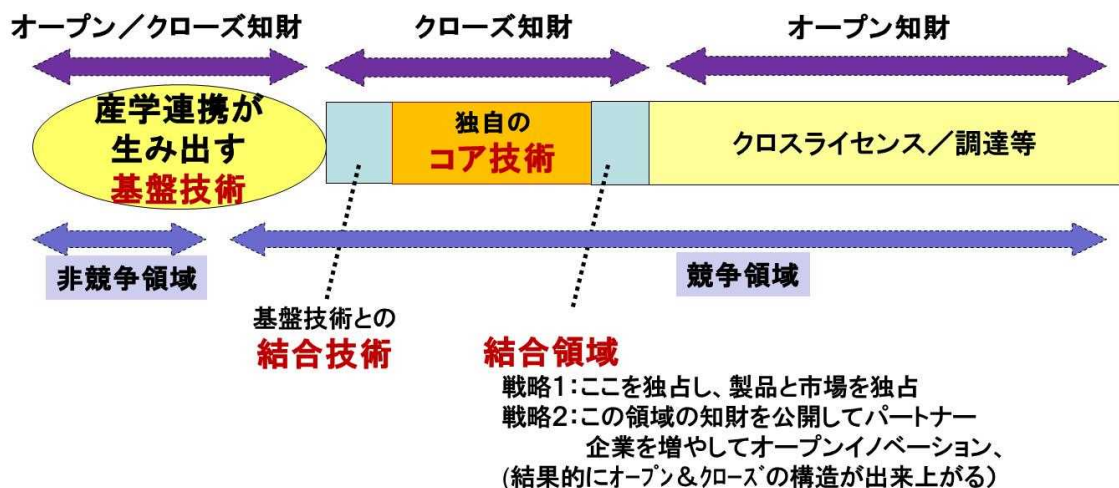 オープン／クローズ知財
クローズ知財
オープン知財
産学連携が
生み出す
基盤技術
独自の
コア技術
クロスライセンス／調達等
非競争領域
競争領域
基盤技術との
結合技術
結合領域
戦略1：ここを独占し、製品と市場を独占
戦略2：この領域の知財を公開してパートナー
企業を増やしてオープンイノベーション、
(結果的にｵｰﾌﾟﾝ＆ｸﾛｰｽﾞの構造が出来上がる）